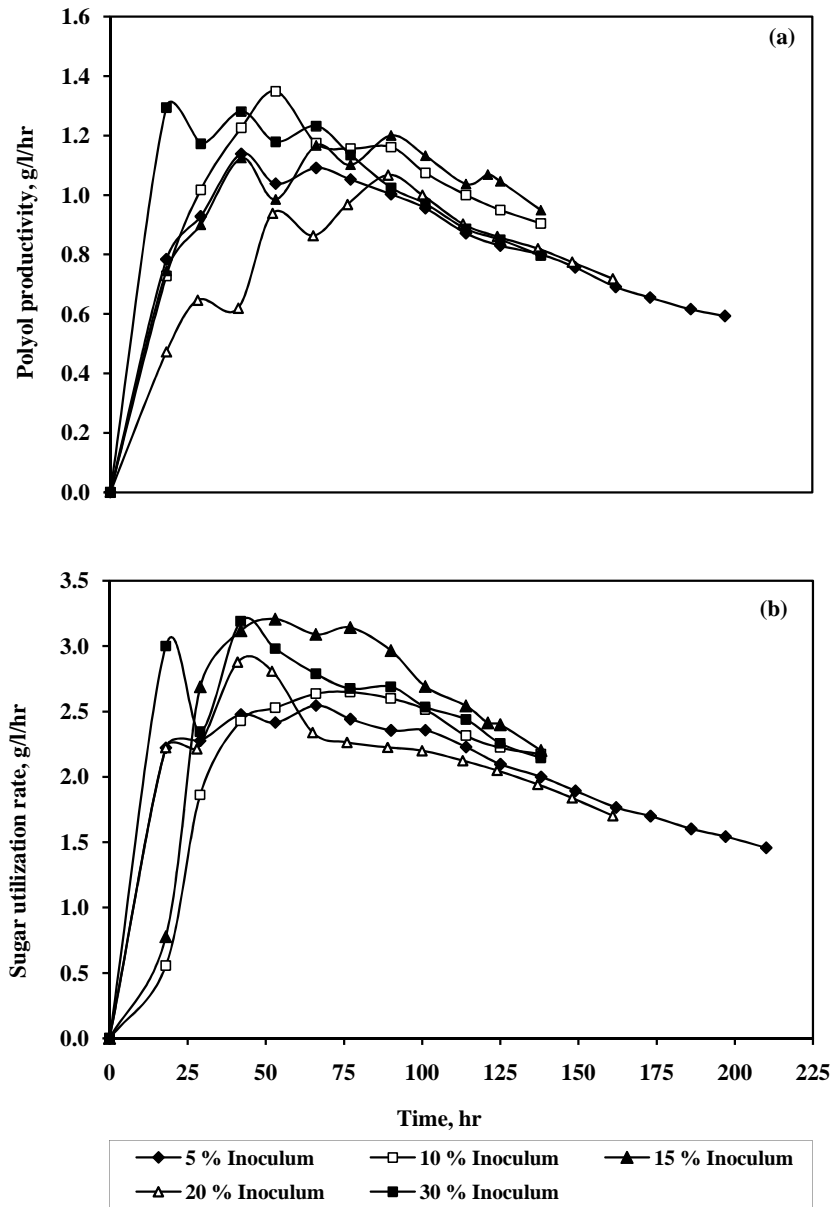 (a)
Polyol productivity, g/l/hr
1.6
1.4
1.2
1.0
0.8
0.6
0.4
0.2
0.0
(b)
Sugar utilization rate, g/l/hr
3.5
3.0
2.5
2.0
1.5
1.0
0.5
0.0
0 25 50 75 100 125 150 175 200 225
Time, hr
5 % Inoculum 10 % Inoculum 15 % Inoculum
20 % Inoculum 30 % Inoculum